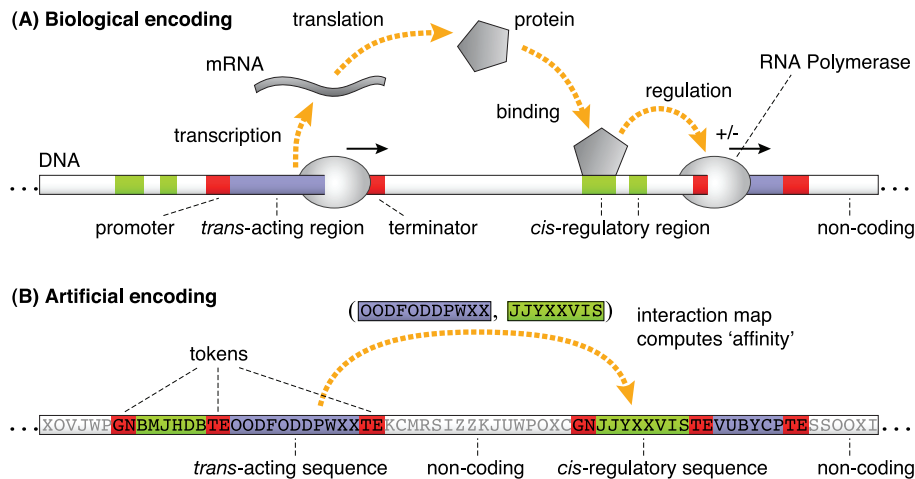 (A) Biological encoding
translation
protein
mRNA
RNA Polymerase
binding
regulation
transcription
+/-
DNA
... ...
promoter
trans-acting region
terminator
cis-regulatory region
non-coding
(B) Artificial encoding
(OODFODDPWXX, JJYXXVIS)
interaction map
computes ‘affinity’
tokens
...XOVJWPGNBMJHDBTEOODFODDPWXXTEKCMRSIZZKJUWPOXCGNJJYXXVISTEVUBYCPTESSOOXI...
trans-acting sequence
non-coding
cis-regulatory sequence
non-coding